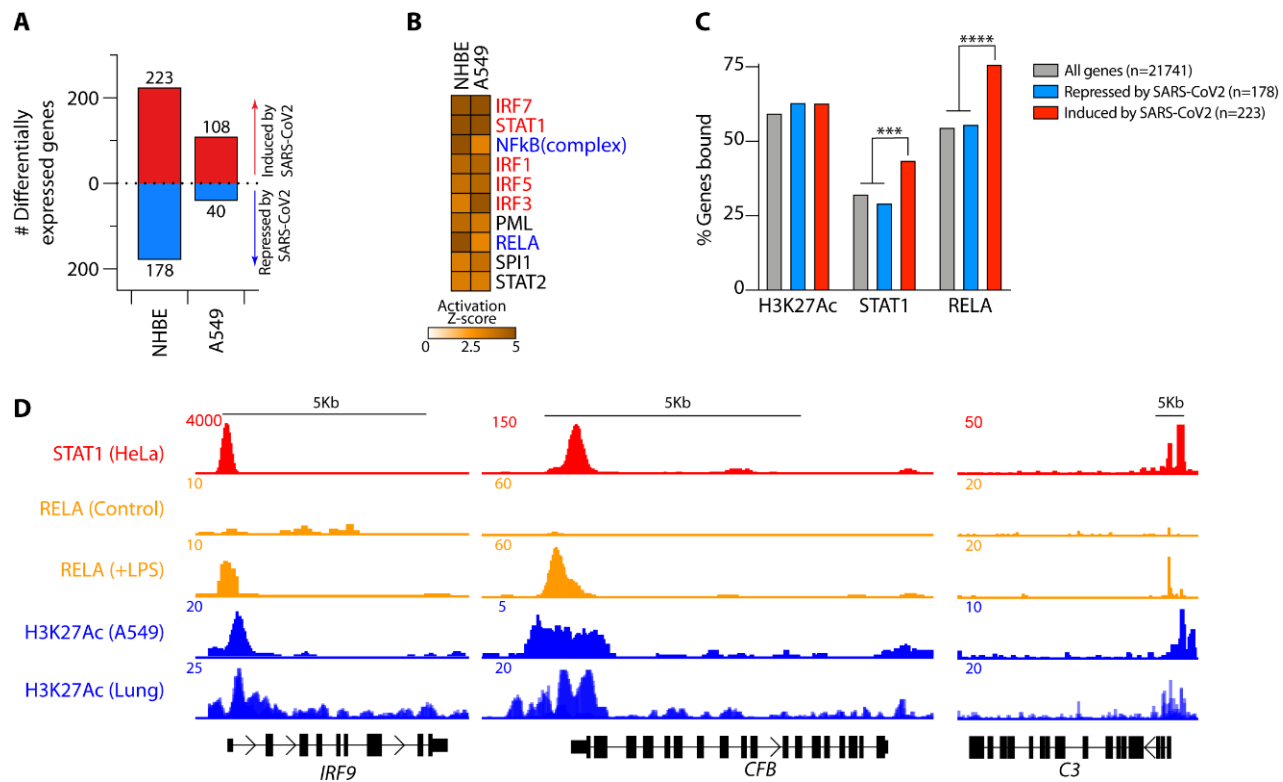 A
223
200
108
0
40
178
200
# Differentially
expressed genes
Induced by
SARS-CoV2
Repressed by
SARS-CoV2
NHBE
A549
B
NHBE
A549
IRF7
STAT1
NFkB(complex)
IRF1
IRF5
IRF3
PML
RELA
SPI1
STAT2
Activation
Z-score
0 2.5 5
C
% Genes bound
75
50
25
0
***
****
H3K27Ac STAT1 RELA
All genes (n=21741)
Repressed by SARS-CoV2 (n=178)
Induced by SARS-CoV2 (n=223)
D
5Kb 5Kb 5Kb
4000 150 50
STAT1 (HeLa)
10 60 20
RELA (Control)
10 60 20
RELA (+LPS)
20 5 10
H3K27Ac (A549)
25 20 20
H3K27Ac (Lung)
IRF9 CFB C3